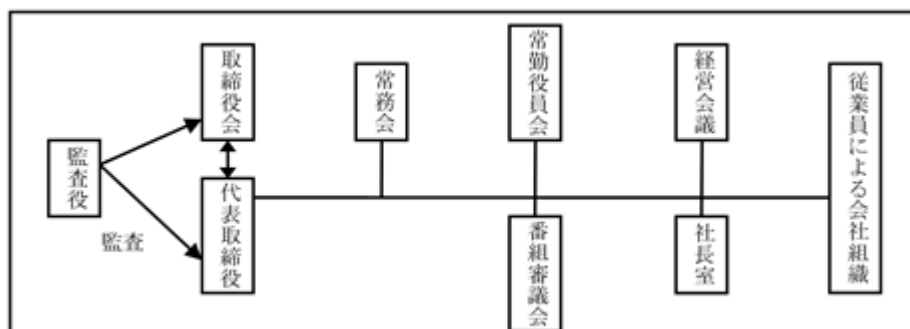 監査役
監査
取締役会
代表取締役
常務会
常勤役員会
番組審議会
経営会議
社長室
従業員による会社組織